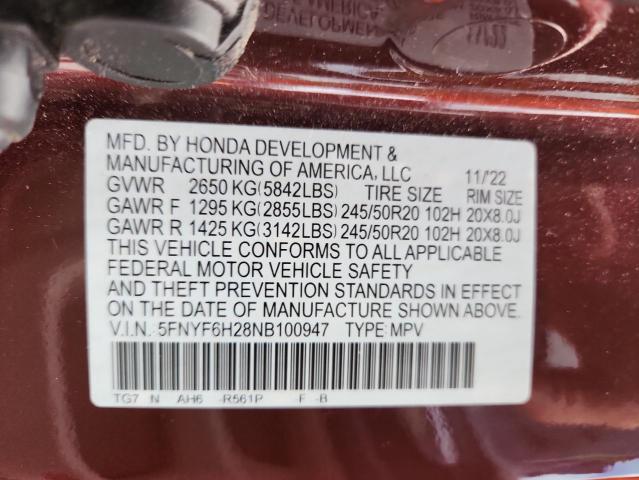 MFD. BY HONDA DEVELOPMENT &
MANUFACTURING OF AMERICA, LLC 11/'22
GVWR 2650 KG(5842LBS) TIRE SIZE RIM SIZE
GAWR F 1295 KG(2855LBS) 245/50R20 102H 20X8.0J
GAWR R 1425 KG(3142LBS) 245/50R20 102H 20X8.0J
THIS VEHICLE CONFORMS TO ALL APPLICABLE
FEDERAL MOTOR VEHICLE SAFETY
AND THEFT PREVENTION STANDARDS IN EFFECT
ON THE DATE OF MANUFACTURE SHOWN ABOVE.
V.I.N. 5FNYF6H28NB100947 TYPE: MPV
TG7 N AH6 -R561P -F -B